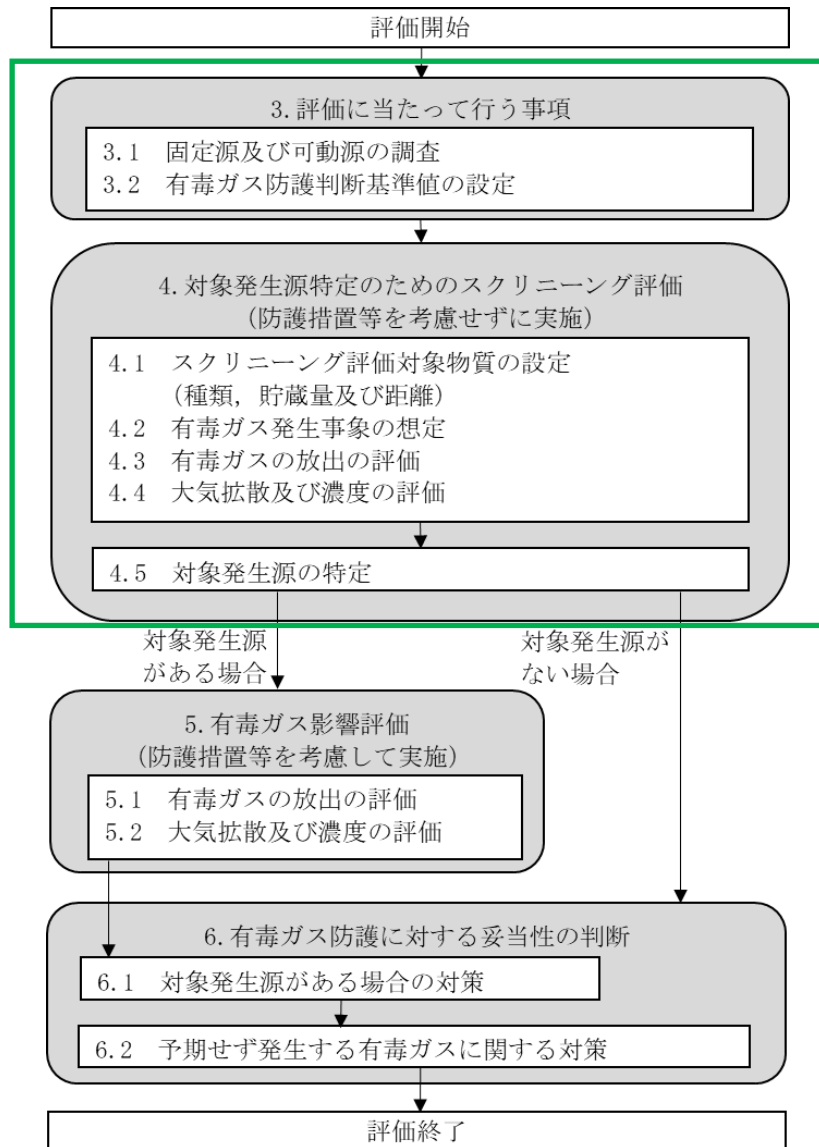 評価開始
3.評価に当たって行う事項
3.1 固定源及び可動源の調査
3.2 有毒ガス防護判断基準値の設定
4.対象発生源特定のためのスクリーニング評価
(防護措置等を考慮せずに実施)
4.1 スクリーニング評価対象物質の設定
(種類，貯蔵量及び距離)
4.2 有毒ガス発生事象の想定
4.3 有毒ガスの放出の評価
4.4 大気拡散及び濃度の評価
4.5 対象発生源の特定
対象発生源
がある場合
対象発生源が
ない場合
5.有毒ガス影響評価
(防護措置等を考慮して実施)
5.1 有毒ガスの放出の評価
5.2 大気拡散及び濃度の評価
6.有毒ガス防護に対する妥当性の判断
6.1 対象発生源がある場合の対策
6.2 予期せず発生する有毒ガスに関する対策
評価終了